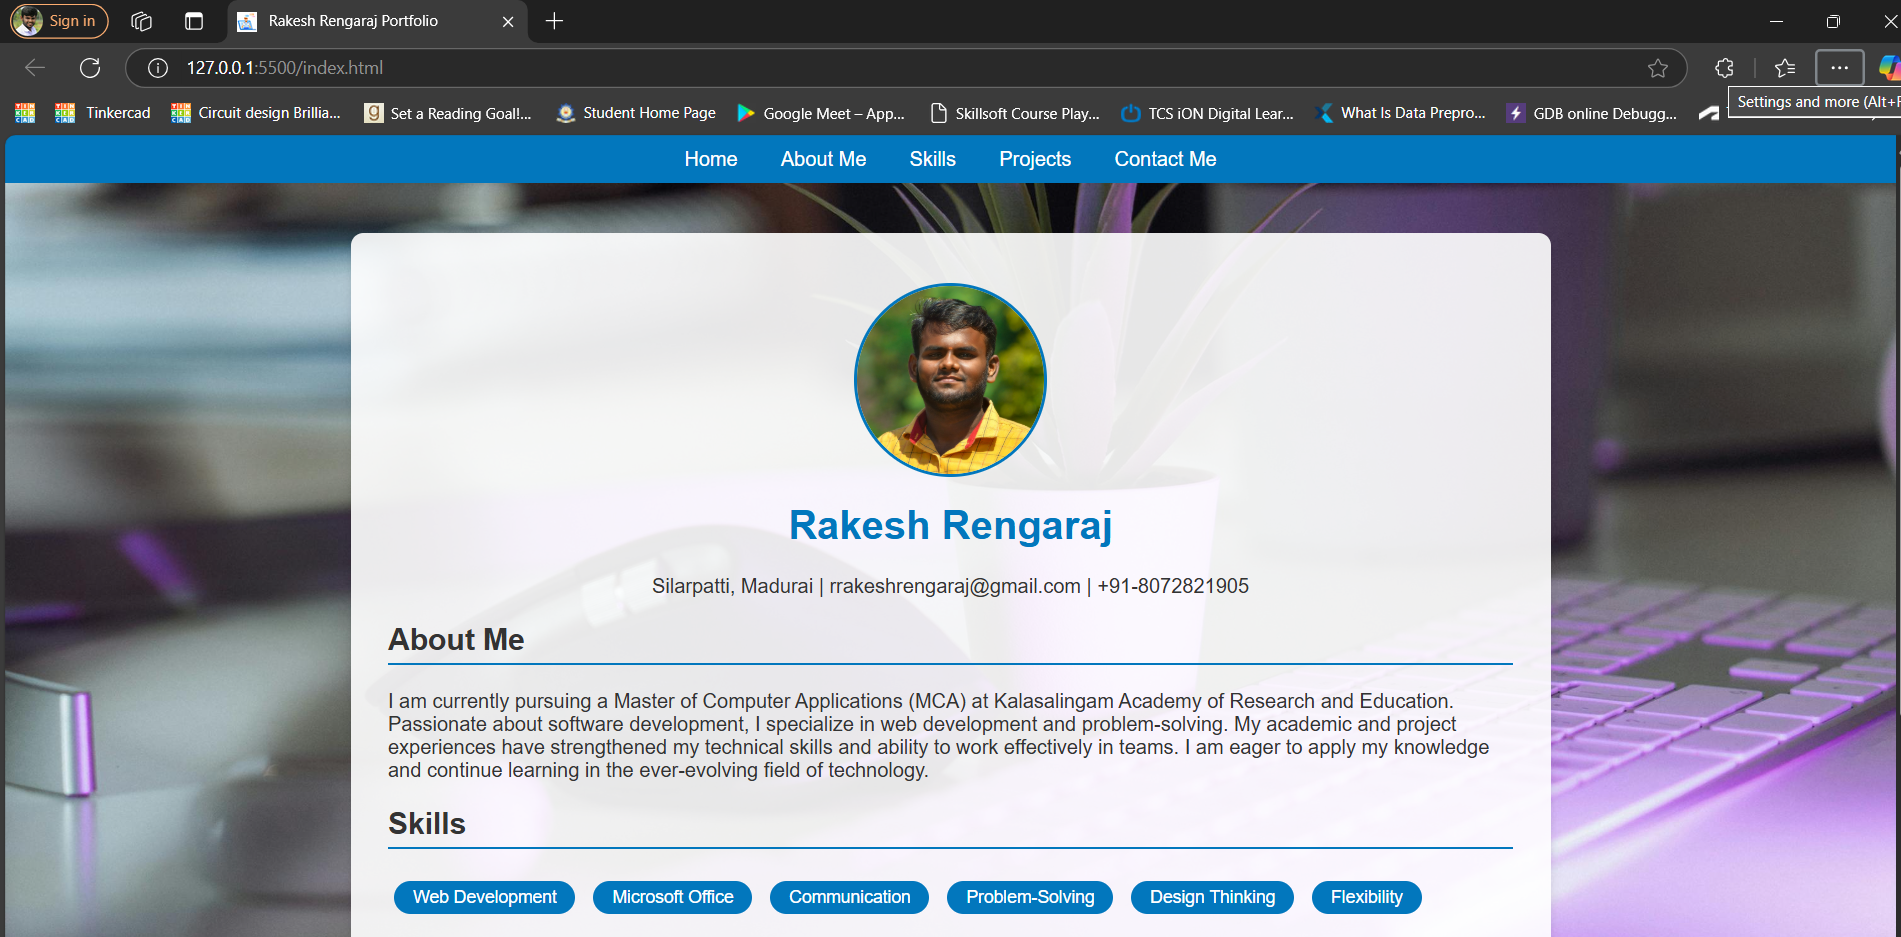 Sign in
Rakesh Rengaraj Portfolio
127.0.0.1:5500/index.html
Tinkercad
Circuit design Brillia...
g
Set a Reading Goal!...
Student Home Page
Google Meet – App...
Skillsoft Course Play...
TCS iON Digital Lear...
What Is Data Prepro...
GDB online Debugg...
Settings and more (Alt+F
Home About Me Skills Projects Contact Me
Rakesh Rengaraj
Silarpatti, Madurai | rrakeshrengaraj@gmail.com | +91-8072821905
About Me
I am currently pursuing a Master of Computer Applications (MCA) at Kalasalingam Academy of Research and Education.
Passionate about software development, I specialize in web development and problem-solving. My academic and project
experiences have strengthened my technical skills and ability to work effectively in teams. I am eager to apply my knowledge
and continue learning in the ever-evolving field of technology.
Skills
Web Development Microsoft Office Communication Problem-Solving Design Thinking Flexibility